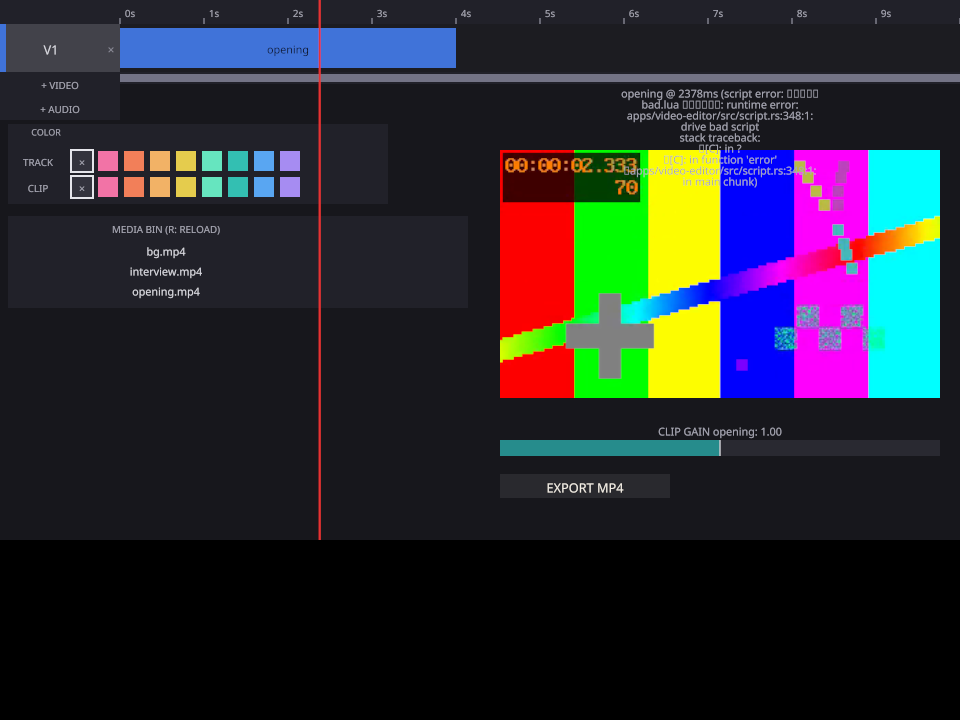 0s 1s 2s 3s 4s 5s 6s 7s 8s 9s
V1 ×
opening
+ VIDEO
+ AUDIO
COLOR
TRACK ×
CLIP ×
MEDIA BIN (R: RELOAD)
bg.mp4
interview.mp4
opening.mp4
opening @ 2378ms (script error: ▯▯▯▯▯
bad.lua ▯▯▯▯▯▯: runtime error:
apps/video-editor/src/script.rs:348:1:
drive bad script
stack traceback:
▯[C]: in ?
▯[C]: in function 'error'
▯apps/video-editor/src/script.rs:348:1:
in main chunk)
00:00:02.333
70
CLIP GAIN opening: 1.00
EXPORT MP4